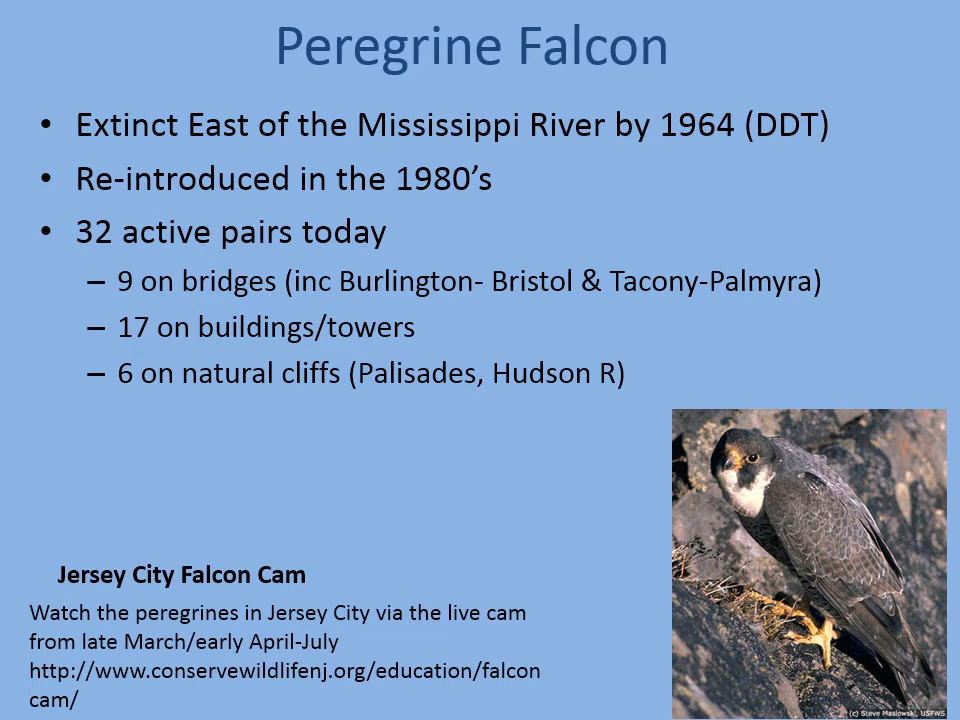 Peregrine Falcon
• Extinct East of the Mississippi River by 1964 (DDT)
• Re-introduced in the 1980’s
• 32 active pairs today
– 9 on bridges (inc Burlington- Bristol & Tacony-Palmyra)
– 17 on buildings/towers
– 6 on natural cliffs (Palisades, Hudson R)
Jersey City Falcon Cam
Watch the peregrines in Jersey City via the live cam
from late March/early April-July
http://www.conservewildlifenj.org/education/falcon
cam/
(c) Steve Maslowski, USFWS